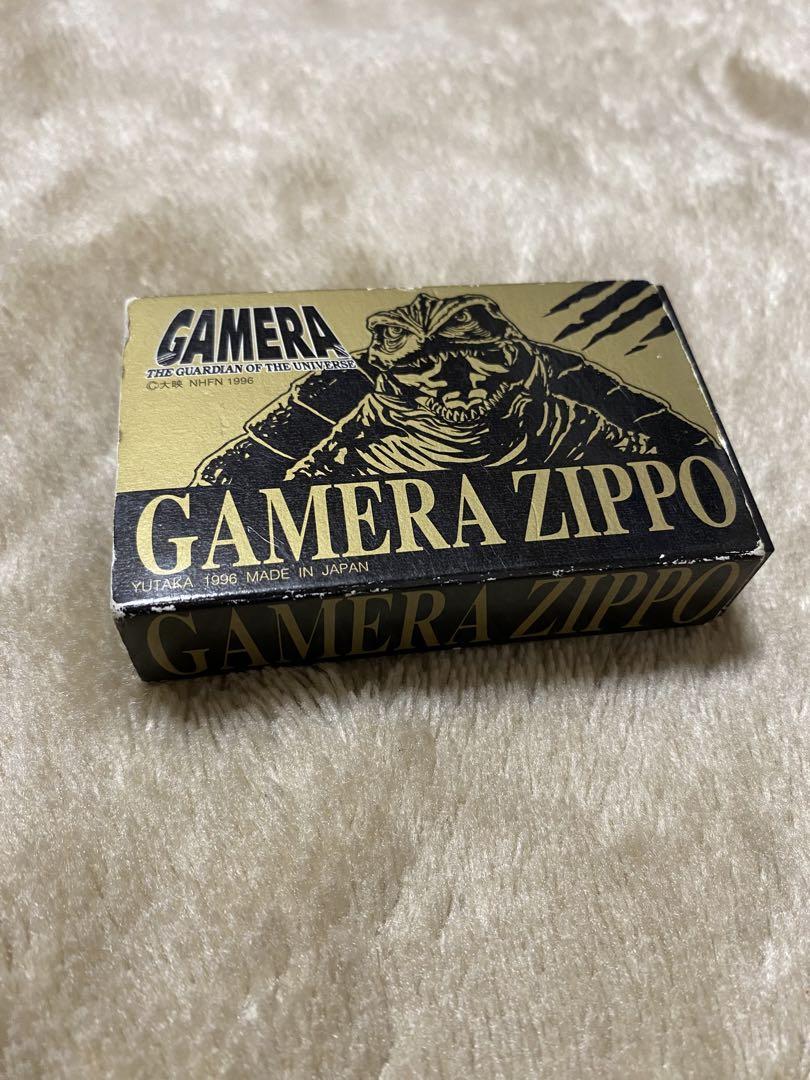 GAMERA
THE GUARDIAN OF THE UNIVERSE
©大映 NHFN 1996
GAMERA ZIPPO
YUTAKA 1996 MADE IN JAPAN
GAMERA ZIPPO